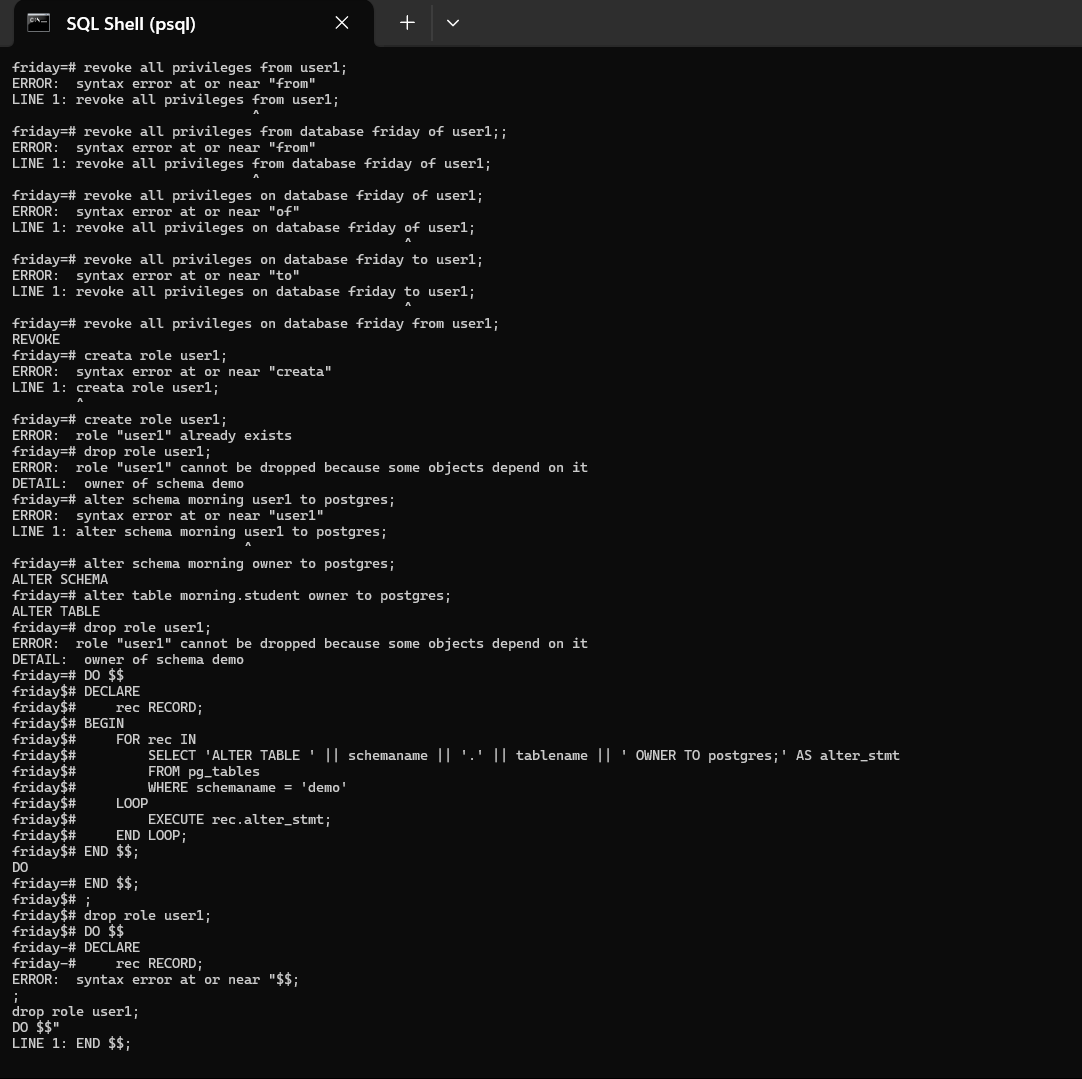 SQL Shell (psql)
friday=# revoke all privileges from user1;
ERROR:  syntax error at or near "from"
LINE 1: revoke all privileges from user1;
                              ^
friday=# revoke all privileges from database friday of user1;;
ERROR:  syntax error at or near "from"
LINE 1: revoke all privileges from database friday of user1;
                              ^
friday=# revoke all privileges on database friday of user1;
ERROR:  syntax error at or near "of"
LINE 1: revoke all privileges on database friday of user1;
                                                 ^
friday=# revoke all privileges on database friday to user1;
ERROR:  syntax error at or near "to"
LINE 1: revoke all privileges on database friday to user1;
                                                 ^
friday=# revoke all privileges on database friday from user1;
REVOKE
friday=# creata role user1;
ERROR:  syntax error at or near "creata"
LINE 1: creata role user1;
        ^
friday=# create role user1;
ERROR:  role "user1" already exists
friday=# drop role user1;
ERROR:  role "user1" cannot be dropped because some objects depend on it
DETAIL:  owner of schema demo
friday=# alter schema morning user1 to postgres;
ERROR:  syntax error at or near "user1"
LINE 1: alter schema morning user1 to postgres;
                             ^
friday=# alter schema morning owner to postgres;
ALTER SCHEMA
friday=# alter table morning.student owner to postgres;
ALTER TABLE
friday=# drop role user1;
ERROR:  role "user1" cannot be dropped because some objects depend on it
DETAIL:  owner of schema demo
friday=# DO $$
friday$# DECLARE
friday$#     rec RECORD;
friday$# BEGIN
friday$#     FOR rec IN
friday$#         SELECT 'ALTER TABLE ' || schemaname || '.' || tablename || ' OWNER TO postgres;' AS alter_stmt
friday$#         FROM pg_tables
friday$#         WHERE schemaname = 'demo'
friday$#     LOOP
friday$#         EXECUTE rec.alter_stmt;
friday$#     END LOOP;
friday$# END $$;
DO
friday=# END $$;
friday$# ;
friday$# drop role user1;
friday$# DO $$
friday-# DECLARE
friday-#     rec RECORD;
ERROR:  syntax error at or near "$$;
;
drop role user1;
DO $$"
LINE 1: END $$;